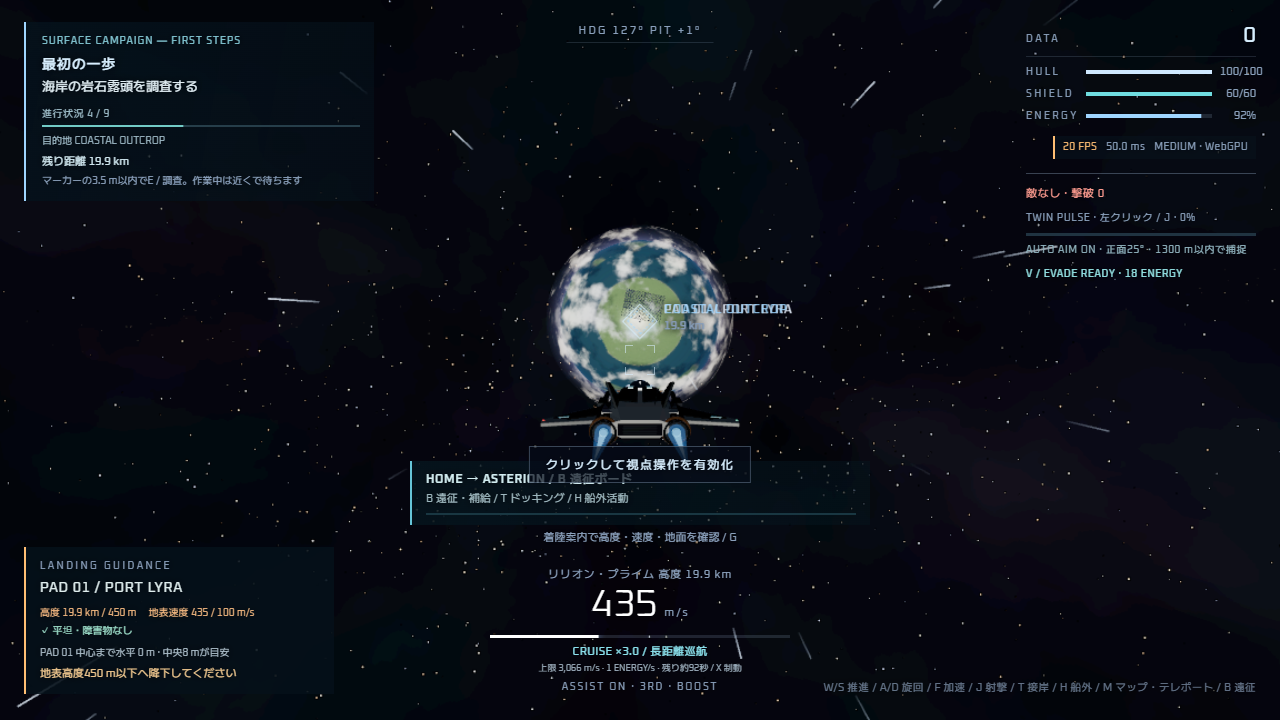 SURFACE CAMPAIGN — FIRST STEPS
最初の一歩
海岸の岩石露頭を調査する
進行状況 4 / 9
目的地 COASTAL OUTCROP
残り距離 19.9 km
マーカーの3.5 m以内でE / 調査。作業中は近くで待ちます
HDG 127° PIT +1°
DATA 0
HULL 100/100
SHIELD 60/60
ENERGY 92%
20 FPS 50.0 ms MEDIUM · WebGPU
敵なし · 撃破 0
TWIN PULSE · 左クリック / J · 0%
AUTO AIM ON · 正面25° · 1300 m以内で捕捉
V / EVADE READY · 18 ENERGY
19.9 km
クリックして視点操作を有効化
HOME → ASTERION / B 遠征ボード
B 遠征・補給 / T ドッキング / H 船外活動
着陸案内で高度・速度・地面を確認 / G
リリオン・プライム 高度 19.9 km
435 m/s
CRUISE ×3.0 / 長距離巡航
上限 3,066 m/s · 1 ENERGY/s · 残り約92秒 / X 制動
ASSIST ON · 3RD · BOOST
LANDING GUIDANCE
PAD 01 / PORT LYRA
高度 19.9 km / 450 m 地表速度 435 / 100 m/s
✓ 平坦・障害物なし
PAD 01 中心まで水平 0 m · 中央8 mが目安
地表高度450 m以下へ降下してください
W/S 推進 / A/D 旋回 / F 加速 / J 射撃 / T 接岸 / H 船外 / M マップ・テレポート / B 遠征